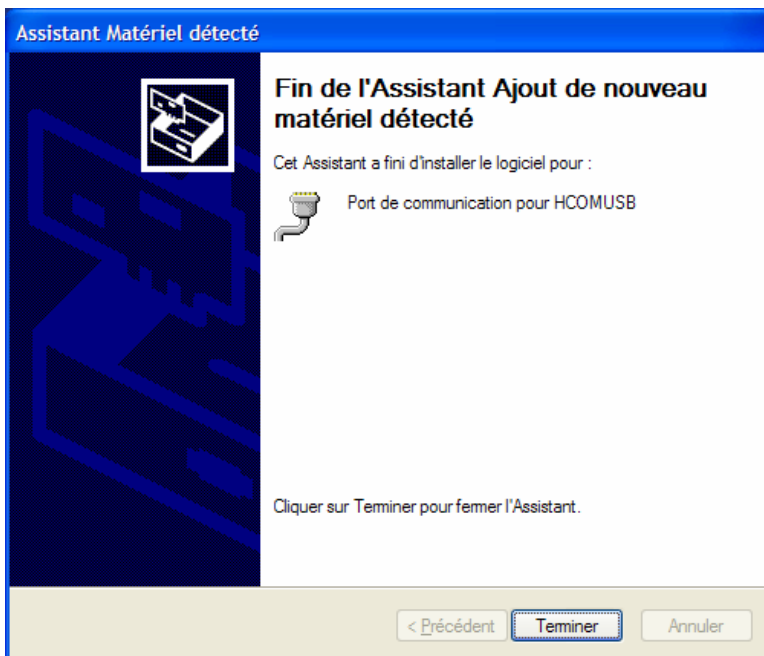 Assistant Matériel détecté
Fin de l'Assistant Ajout de nouveau
matériel détecté
Cet Assistant a fini d'installer le logiciel pour :
Port de communication pour HCOMUSB
Cliquer sur Terminer pour fermer l'Assistant.
< Précédent Terminer Annuler